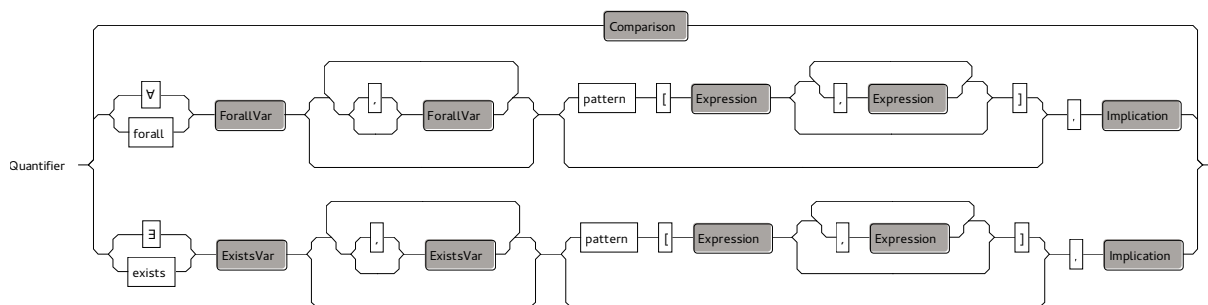 Comparison
∀ , , pattern [ Expression , Expression ]
forall ForallVar ForallVar , Implication
Quantifier
∃ , , pattern [ Expression , Expression ]
exists ExistsVar ExistsVar , Implication